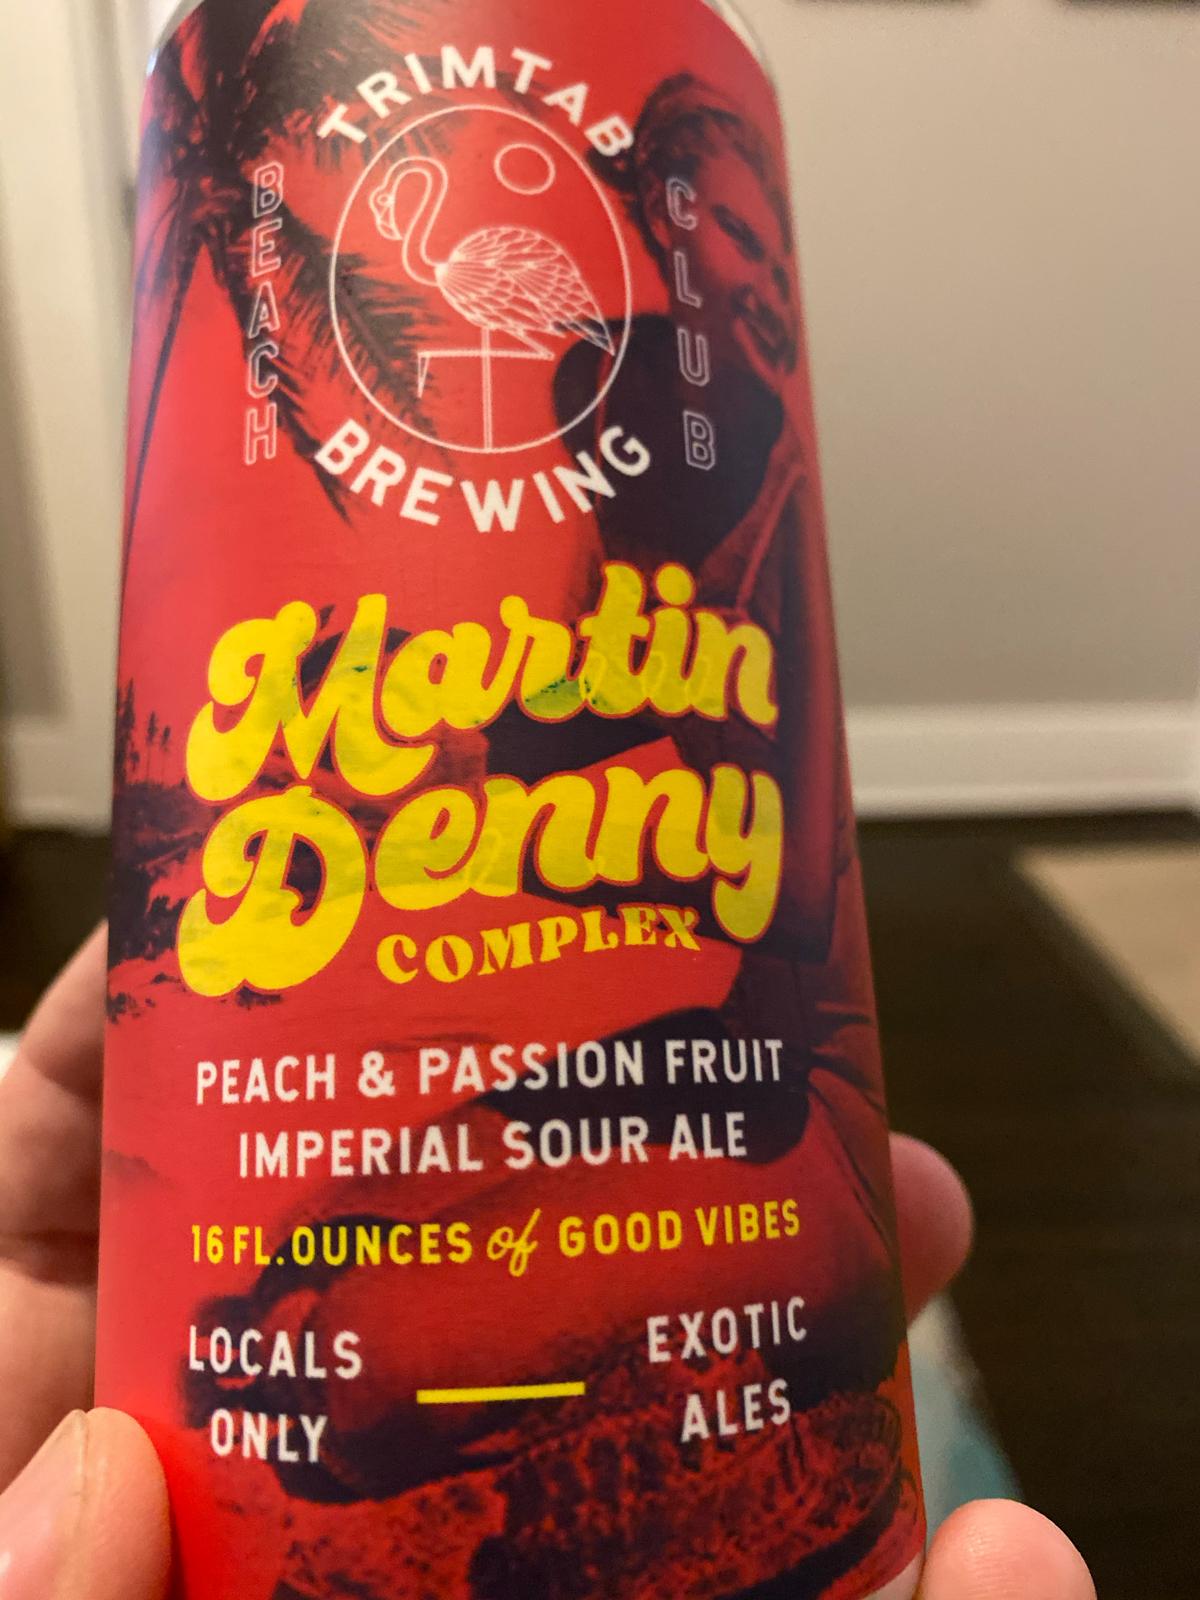 TRIMTAB
BEACH
CLUB
BREWING
Martin
Denny
COMPLEX
PEACH & PASSION FRUIT
IMPERIAL SOUR ALE
16 FL. OUNCES of GOOD VIBES
LOCALS
ONLY
EXOTIC
ALES